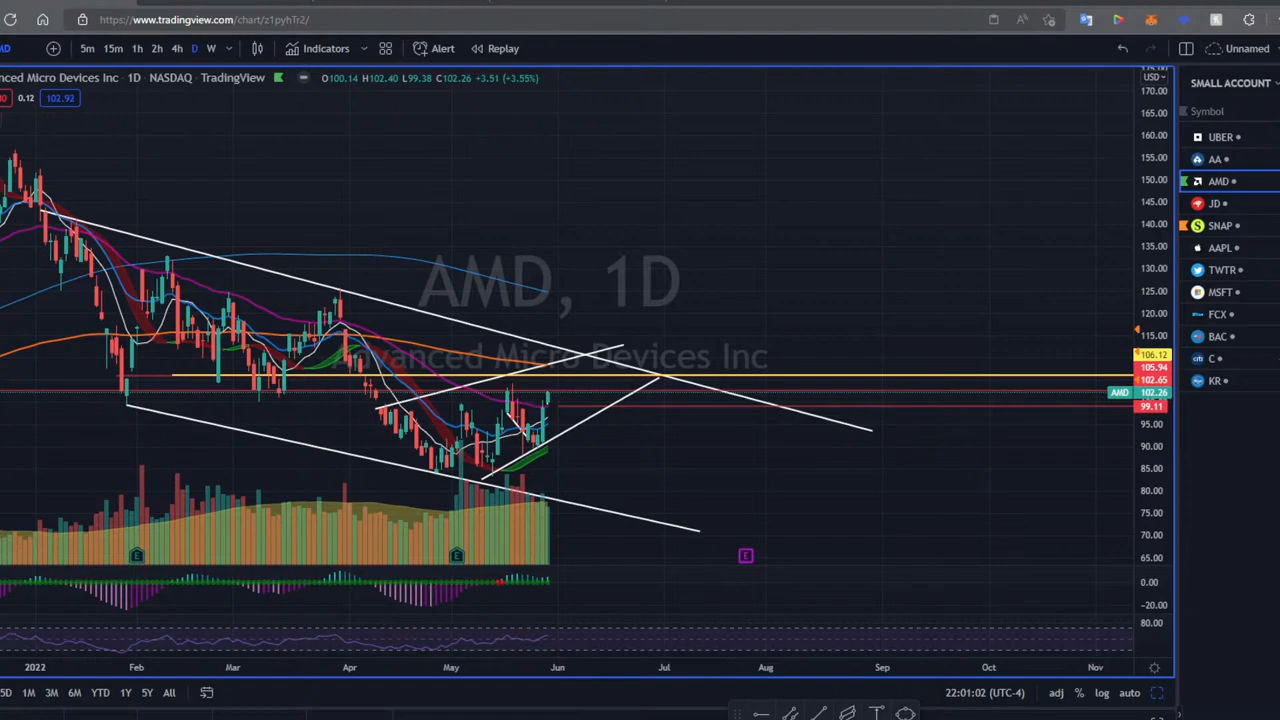 https://www.tradingview.com/chart/z1pyhTr2/
MD 5m 15m 1h 2h 4h D W Indicators Alert Replay Unnamed
anced Micro Devices Inc · 1D · NASDAQ · TradingView O100.14 H102.40 L99.38 C102.26 +3.51 (+3.55%)
0.12 102.92
USD
170.00
165.00
160.00
155.00
150.00
145.00
140.00
135.00
130.00
125.00
120.00
115.00
106.12
105.94
102.65
AMD 102.26
99.11
95.00
90.00
85.00
80.00
75.00
70.00
65.00
0.00
−20.00
80.00
AMD, 1D
Advanced Micro Devices Inc
E E E
2022 Feb Mar Apr May Jun Jul Aug Sep Oct Nov
5D 1M 3M 6M YTD 1Y 5Y All 22:01:02 (UTC-4) adj % log auto
SMALL ACCOUNT
Symbol
UBER
AA
AMD
JD
SNAP
AAPL
TWTR
MSFT
FCX
BAC
C
KR